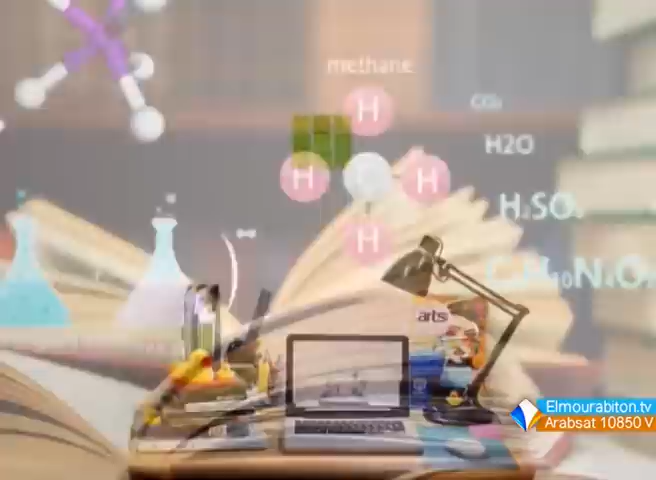 methane
H
CO₂
H2O
H
H
H₂SO₄
H
arts
Elmourabiton.tv
Arabsat 10850 V